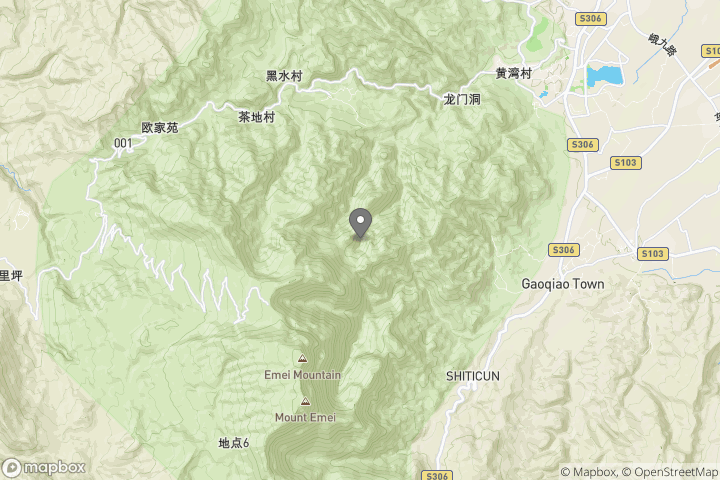 S306
峨九路
S10
黑水村
黄湾村
茶地村
龙门洞
欧家苑
001
S306
S103
S306
S103
里坪
Gaoqiao Town
Emei Mountain
SHITICUN
Mount Emei
地点6
S306
mapbox
© Mapbox, © OpenStreetMap